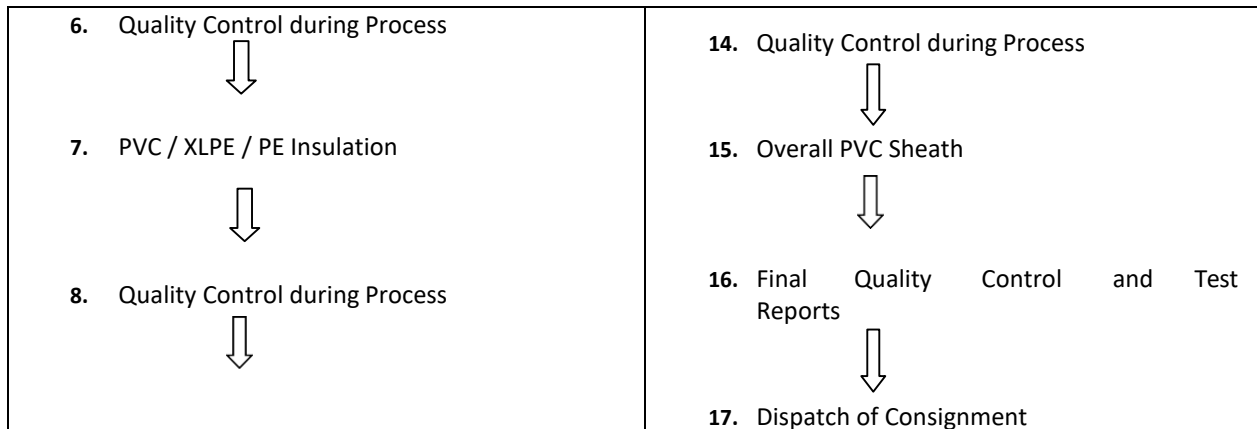 6. Quality Control during Process
7. PVC / XLPE / PE Insulation
8. Quality Control during Process
14. Quality Control during Process
15. Overall PVC Sheath
16. Final Quality Control and Test
Reports
17. Dispatch of Consignment